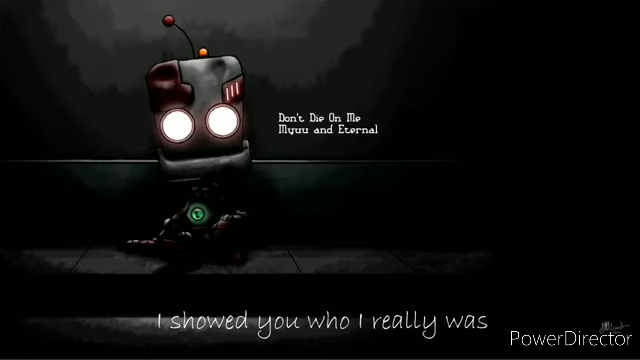 Don't Die On Me
Myuu and Eternal
I showed you who I really was
PowerDirector